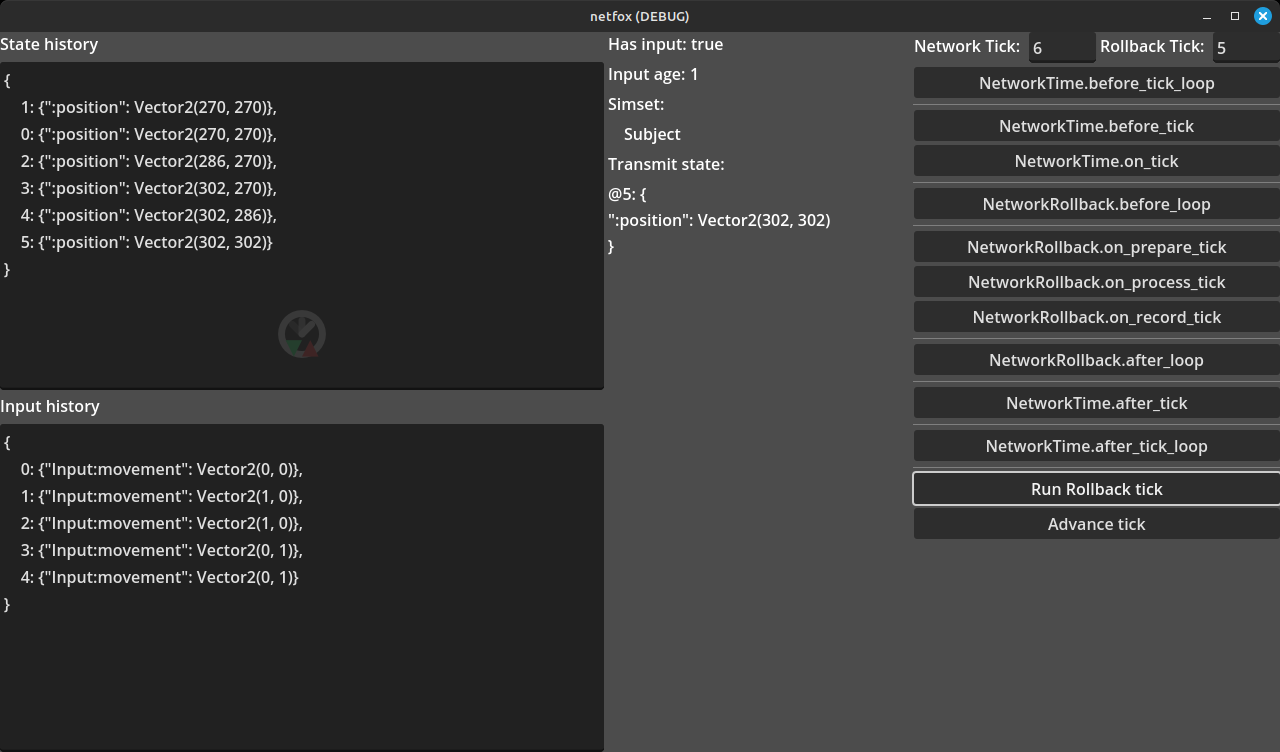 netfox (DEBUG)
State history
{
1: {":position": Vector2(270, 270)},
0: {":position": Vector2(270, 270)},
2: {":position": Vector2(286, 270)},
3: {":position": Vector2(302, 270)},
4: {":position": Vector2(302, 286)},
5: {":position": Vector2(302, 302)}
}
Input history
{
0: {"Input:movement": Vector2(0, 0)},
1: {"Input:movement": Vector2(1, 0)},
2: {"Input:movement": Vector2(1, 0)},
3: {"Input:movement": Vector2(0, 1)},
4: {"Input:movement": Vector2(0, 1)}
}
Has input: true
Input age: 1
Simset:
Subject
Transmit state:
@5: {
":position": Vector2(302, 302)
}
Network Tick: 6 Rollback Tick: 5
NetworkTime.before_tick_loop
NetworkTime.before_tick
NetworkTime.on_tick
NetworkRollback.before_loop
NetworkRollback.on_prepare_tick
NetworkRollback.on_process_tick
NetworkRollback.on_record_tick
NetworkRollback.after_loop
NetworkTime.after_tick
NetworkTime.after_tick_loop
Run Rollback tick
Advance tick